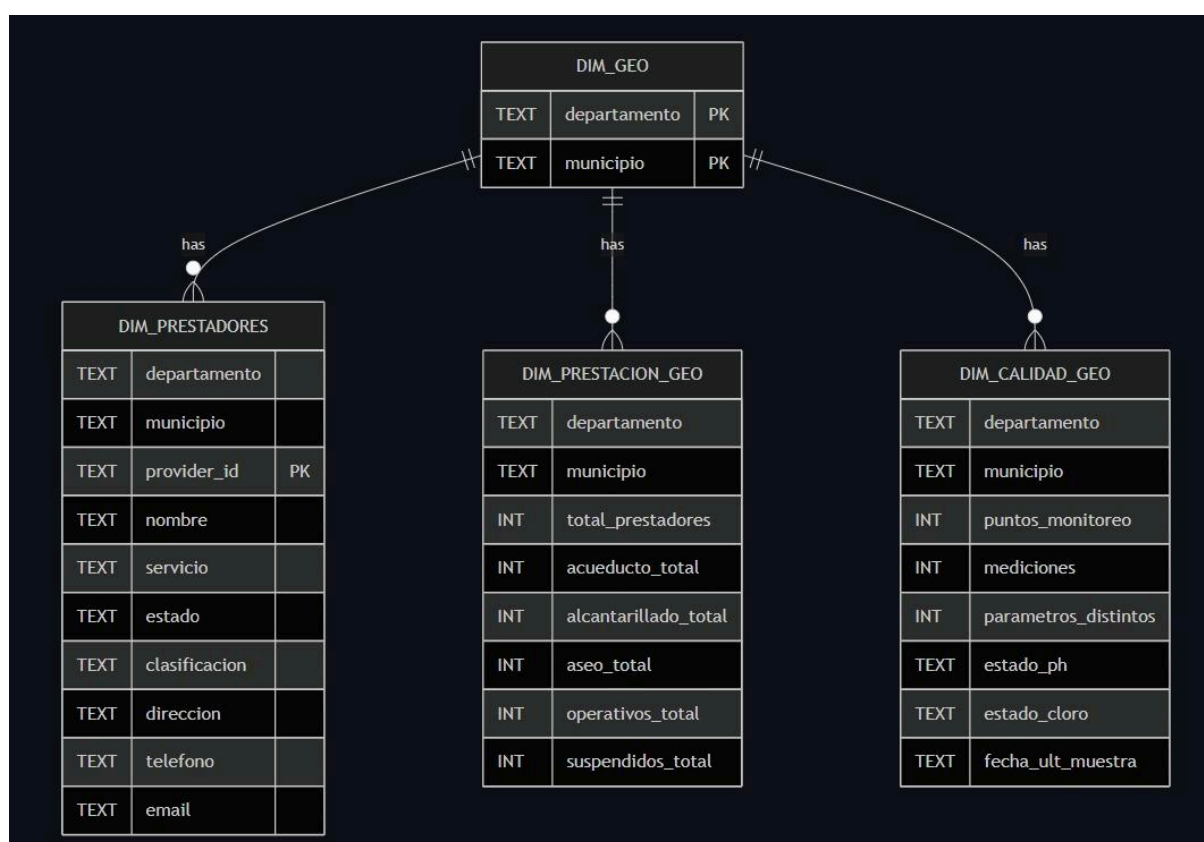 DIM_GEO
TEXT departamento PK
TEXT municipio PK
has
has
has
DIM_PRESTADORES
TEXT departamento
TEXT municipio
TEXT provider_id PK
TEXT nombre
TEXT servicio
TEXT estado
TEXT clasificacion
TEXT direccion
TEXT telefono
TEXT email
DIM_PRESTACION_GEO
TEXT departamento
TEXT municipio
INT total_prestadores
INT acueducto_total
INT alcantarillado_total
INT aseo_total
INT operativos_total
INT suspendidos_total
DIM_CALIDAD_GEO
TEXT departamento
TEXT municipio
INT puntos_monitoreo
INT mediciones
INT parametros_distintos
TEXT estado_ph
TEXT estado_cloro
TEXT fecha_ult_muestra